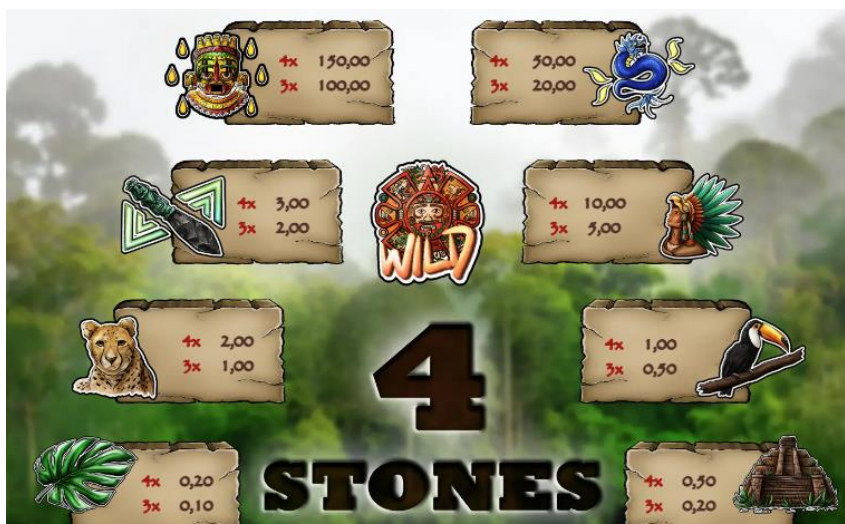 4x 150,00
3x 100,00
4x 50,00
3x 20,00
4x 3,00
3x 2,00
WILD
4x 10,00
3x 5,00
4x 2,00
3x 1,00
4x 1,00
3x 0,50
4x 0,20
3x 0,10
4
STONES
4x 0,50
3x 0,20